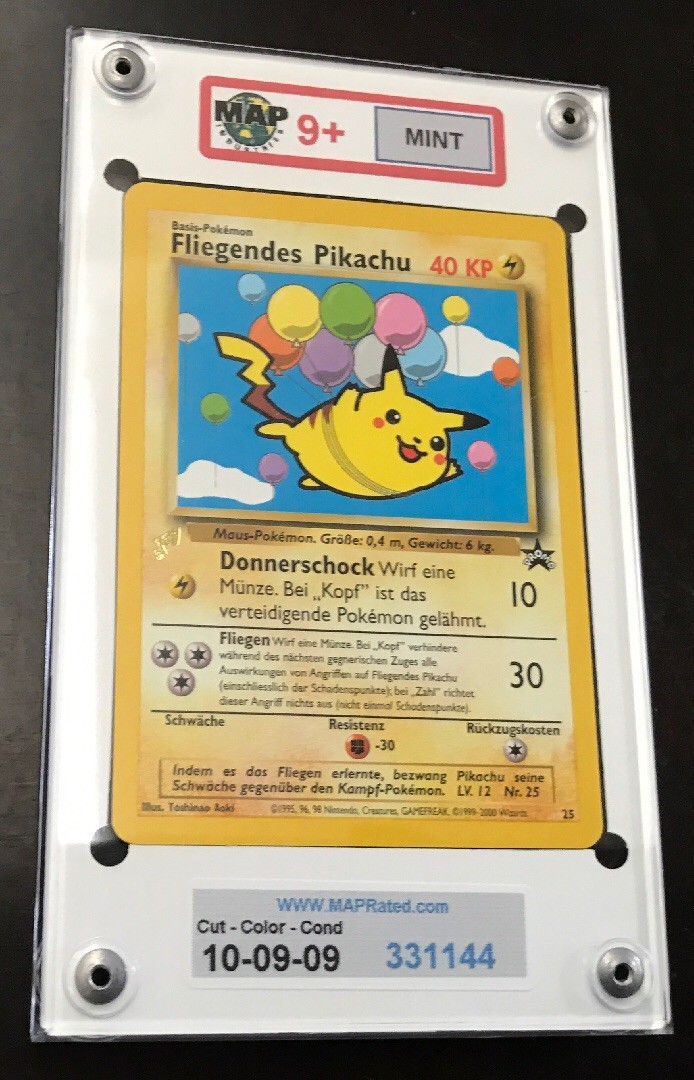 MAP
INDUSTRIES
9+
MINT
Basis-Pokémon
Fliegendes Pikachu 40 KP
Maus-Pokémon. Größe: 0,4 m, Gewicht: 6 kg.
PROMO
Donnerschock Wirf eine
Münze. Bei „Kopf” ist das
verteidigende Pokémon gelähmt.
10
Fliegen Wirf eine Münze. Bei „Kopf” verhindere
während des nächsten gegnerischen Zuges alle
Auswirkungen von Angriffen auf Fliegendes Pikachu
(einschliesslich der Schadenspunkte); bei „Zahl” richtet
dieser Angriff nichts aus (nicht einmal Schadenspunkte).
30
Schwäche Resistenz Rückzugskosten
-30
Indem es das Fliegen erlernte, bezwang Pikachu seine
Schwäche gegenüber den Kampf-Pokémon. LV. 12 Nr. 25
Illus. Toshinao Aoki ©1995, 96, 98 Nintendo, Creatures, GAMEFREAK. ©1999-2000 Wizards. 25
WWW.MAPRated.com
Cut - Color - Cond
10-09-09 331144